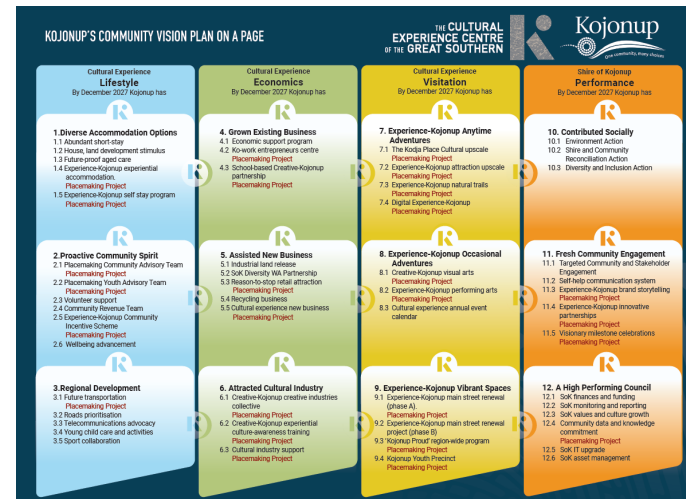 KOJONUP'S COMMUNITY VISION PLAN ON A PAGE
THE CULTURAL
EXPERIENCE CENTRE
OF THE GREAT SOUTHERN
Kojonup
One community, many choices
Cultural Experience
Lifestyle
By December 2027 Kojonup has
1.Diverse Accommodation Options
1.1 Abundant short-stay
1.2 House, land development stimulus
1.3 Future-proof aged care
1.4 Experience-Kojonup experiential
accommodation.
Placemaking Project
1.5 Experience-Kojonup self stay program
Placemaking Project
2.Proactive Community Spirit
2.1 Placemaking Community Advisory Team
Placemaking Project
2.2 Placemaking Youth Advisory Team
Placemaking Project
2.3 Volunteer support
2.4 Community Revenue Team
2.5 Experience-Kojonup Community
Incentive Scheme
Placemaking Project
2.6 Wellbeing advancement
3.Regional Development
3.1 Future transportation
Placemaking Project
3.2 Roads prioritisation
3.3 Telecommunications advocacy
3.4 Young child care and activities
3.5 Sport collaboration
Cultural Experience
Economics
By December 2027 Kojonup has
4. Grown Existing Business
4.1 Economic support program
4.2 Ko-work entrepreneurs centre
Placemaking Project
4.3 School-based Creative-Kojonup
partnership
Placemaking Project
5. Assisted New Business
5.1 Industrial land release
5.2 SoK Diversity WA Partnership
5.3 Reason-to-stop retail attraction
Placemaking Project
5.4 Recycling business
5.5 Cultural experience new business
Placemaking Project
6. Attracted Cultural Industry
6.1 Creative-Kojonup creative industries
collective
Placemaking Project
6.2 Creative-Kojonup experiential
culture-awareness training
Placemaking Project
6.3 Cultural industry support
Placemaking Project
Cultural Experience
Visitation
By December 2027 Kojonup has
7. Experience-Kojonup Anytime
Adventures
7.1 The Kodja Place Cultural upscale
Placemaking Project
7.2 Experience-Kojonup attraction upscale
Placemaking Project
7.3 Experience-Kojonup natural trails
Placemaking Project
7.4 Digital Experience-Kojonup
Placemaking Project
8. Experience-Kojonup Occasional
Adventures
8.1 Creative-Kojonup visual arts
Placemaking Project
8.2 Experience-Kojonup performing arts
Placemaking Project
8.3 Cultural experience annual event
calendar
9. Experience-Kojonup Vibrant Spaces
9.1 Experience-Kojonup main street renewal
(phase A).
Placemaking Project
9.2 Experience-Kojonup main street renewal
project (phase B)
Placemaking Project
9.3 'Kojonup Proud' region-wide program
Placemaking Project
9.4 Kojonup Youth Precinct
Placemaking Project
Shire of Kojonup
Performance
By December 2027 Kojonup has
10. Contributed Socially
10.1 Environment Action
10.2 Shire and Community
Reconciliation Action
10.3 Diversity and Inclusion Action
11. Fresh Community Engagement
11.1 Targeted Community and Stakeholder
Engagement
11.2 Self-help communication system
11.3 Experience-Kojonup brand storytelling
Placemaking Project
11.4 Experience-Kojonup innovative
partnerships
Placemaking Project
11.5 Visionary milestone celebrations
Placemaking Project
12. A High Performing Council
12.1 SoK finances and funding
12.2 SoK monitoring and reporting
12.3 SoK values and culture growth
12.4 Community data and knowledge
commitment
Placemaking Project
12.5 SoK IT upgrade
12.6 SoK asset management